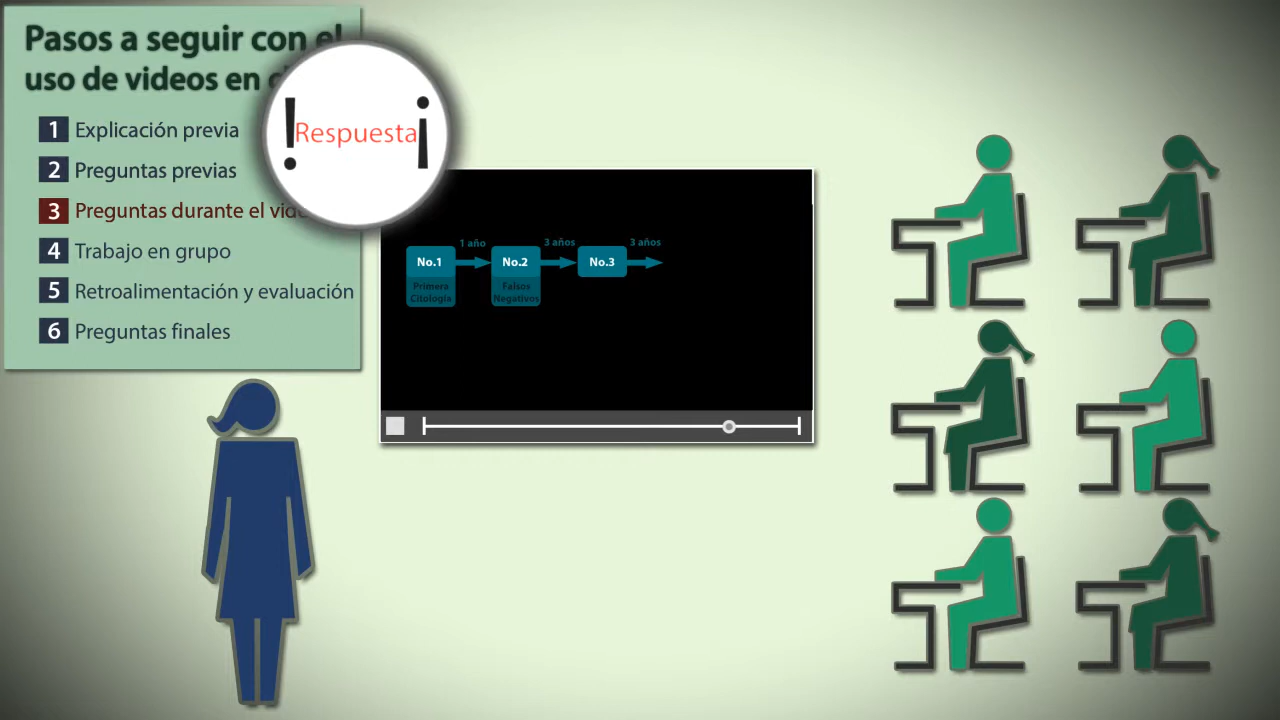 Pasos a seguir con el
uso de videos en
1 Explicación previa
2 Preguntas previas
3 Preguntas durante el vid
4 Trabajo en grupo
5 Retroalimentación y evaluación
6 Preguntas finales
!Respuesta¡
1 año
3 años
3 años
No.1
No.2
No.3
Primera
Citología
Falsos
Negativos